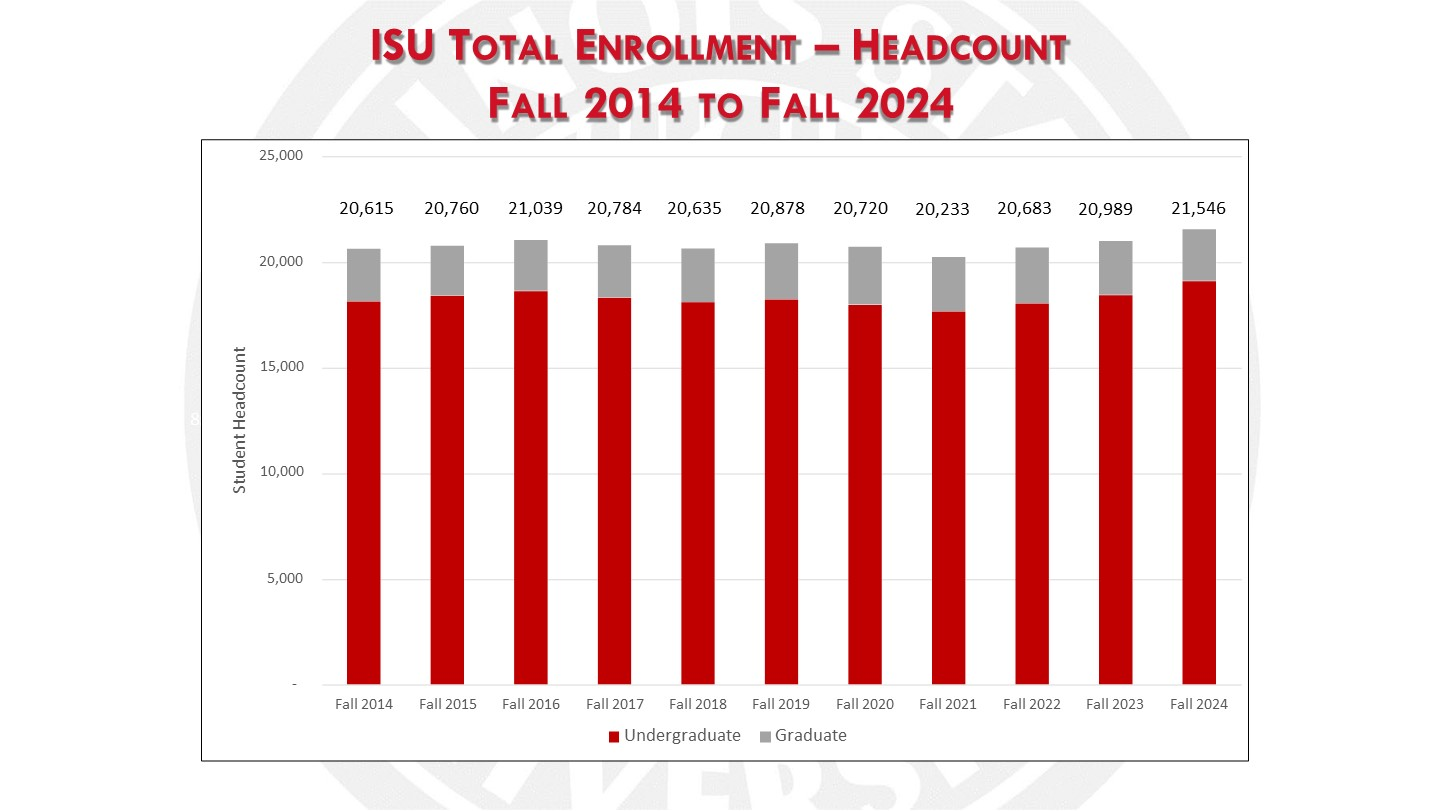 ISU TOTAL ENROLLMENT – HEADCOUNT
FALL 2014 TO FALL 2024
25,000
20,615 20,760 21,039 20,784 20,635 20,878 20,720 20,233 20,683 20,989 21,546
20,000
15,000
10,000
5,000
-
Student Headcount
Fall 2014 Fall 2015 Fall 2016 Fall 2017 Fall 2018 Fall 2019 Fall 2020 Fall 2021 Fall 2022 Fall 2023 Fall 2024
Undergraduate Graduate